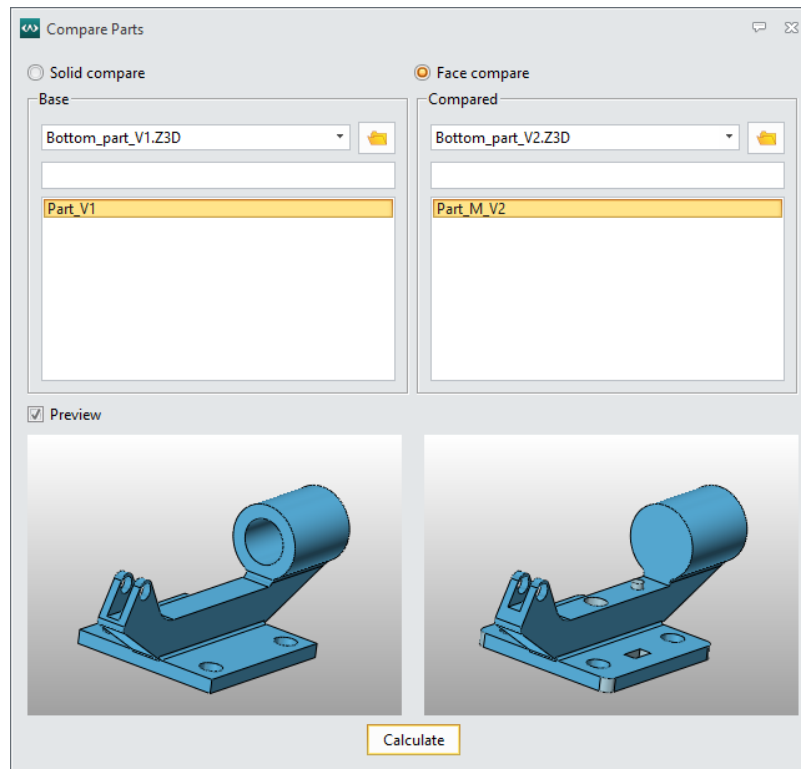 Compare Parts
Solid compare
Face compare
Base
Compared
Bottom_part_V1.Z3D
Bottom_part_V2.Z3D
Part_V1
Part_M_V2
Preview
Calculate